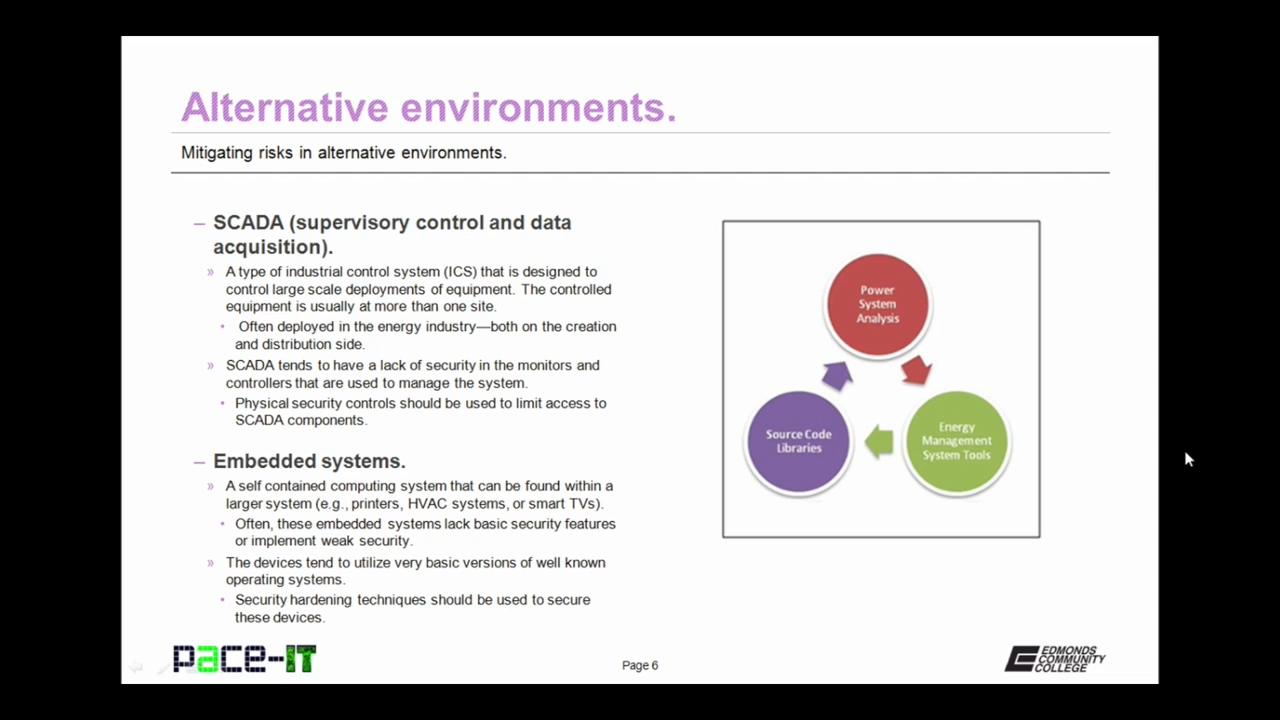 Alternative environments.
Mitigating risks in alternative environments.
– SCADA (supervisory control and data
acquisition).
» A type of industrial control system (ICS) that is designed to
control large scale deployments of equipment. The controlled
equipment is usually at more than one site.
• Often deployed in the energy industry—both on the creation
and distribution side.
» SCADA tends to have a lack of security in the monitors and
controllers that are used to manage the system.
• Physical security controls should be used to limit access to
SCADA components.
– Embedded systems.
» A self contained computing system that can be found within a
larger system (e.g., printers, HVAC systems, or smart TVs).
• Often, these embedded systems lack basic security features
or implement weak security.
» The devices tend to utilize very basic versions of well known
operating systems.
• Security hardening techniques should be used to secure
these devices.
Power
System
Analysis
Energy
Management
System Tools
Source Code
Libraries
pace-IT
Page 6
EDMONDS
COMMUNITY
COLLEGE